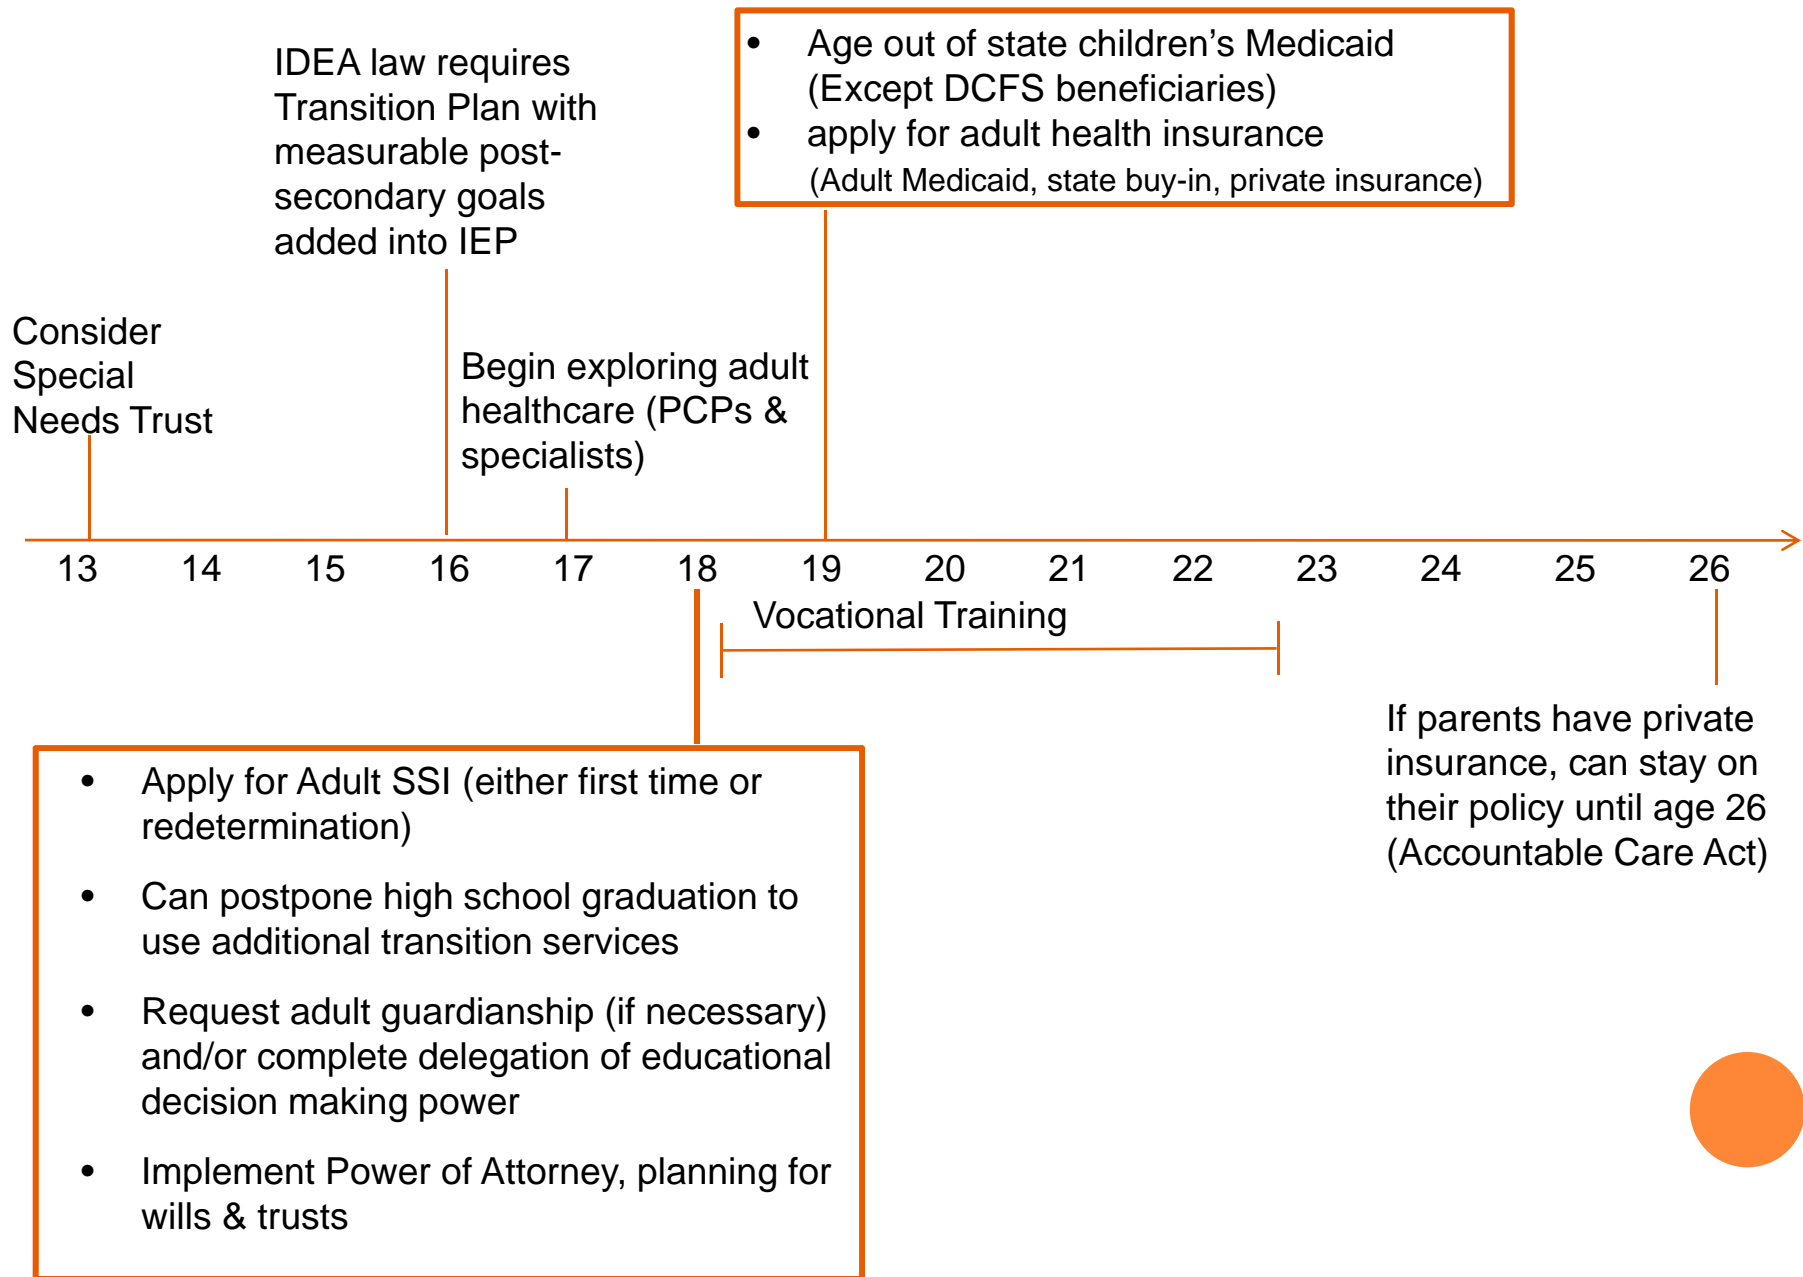 IDEA law requires
Transition Plan with
measurable post-
secondary goals
added into IEP
• Age out of state children’s Medicaid
(Except DCFS beneficiaries)
• apply for adult health insurance
(Adult Medicaid, state buy-in, private insurance)
Consider
Special
Needs Trust
Begin exploring adult
healthcare (PCPs &
specialists)
13 14 15 16 17 18 19 20 21 22 23 24 25 26
Vocational Training
• Apply for Adult SSI (either first time or
redetermination)
• Can postpone high school graduation to
use additional transition services
• Request adult guardianship (if necessary)
and/or complete delegation of educational
decision making power
• Implement Power of Attorney, planning for
wills & trusts
If parents have private
insurance, can stay on
their policy until age 26
(Accountable Care Act)